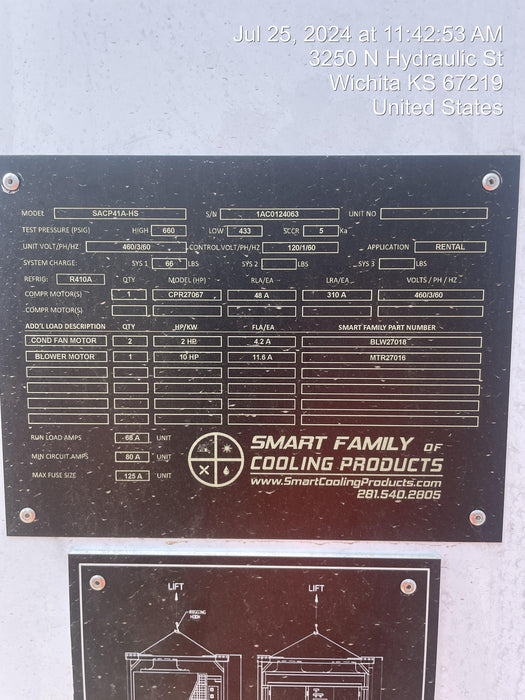 Jul 25, 2024 at 11:42:53 AM
3250 N Hydraulic St
Wichita KS 67219
United States
MODEL SACP41A-HS S/N 1AC0124063 UNIT NO
TEST PRESSURE (PSIG) HIGH 660 LOW 433 SCCR 5 Ka
UNIT VOLT/PH/HZ 460/3/60 CONTROL VOLT/PH/HZ 120/1/60 APPLICATION RENTAL
SYSTEM CHARGE: SYS 1 66 LBS SYS 2 LBS SYS 3 LBS
REFRIG: R410A QTY MODEL (HP) RLA/EA LRA/EA VOLTS / PH / HZ
COMPR MOTOR(S) 1 CPR27067 48 A 310 A 460/3/60
COMPR MOTOR(S)
ADD'L LOAD DESCRIPTION QTY HP/KW FLA/EA SMART FAMILY PART NUMBER
COND FAN MOTOR 2 2 HP 4.2 A BLW27018
BLOWER MOTOR 1 10 HP 11.6 A MTR27016
RUN LOAD AMPS 68 A UNIT
MIN CIRCUIT AMPS 80 A UNIT
MAX FUSE SIZE 125 A UNIT
SMART FAMILY OF
COOLING PRODUCTS
www.SmartCoolingProducts.com
281.540.2805
LIFT LIFT
RIGGING
HOOK